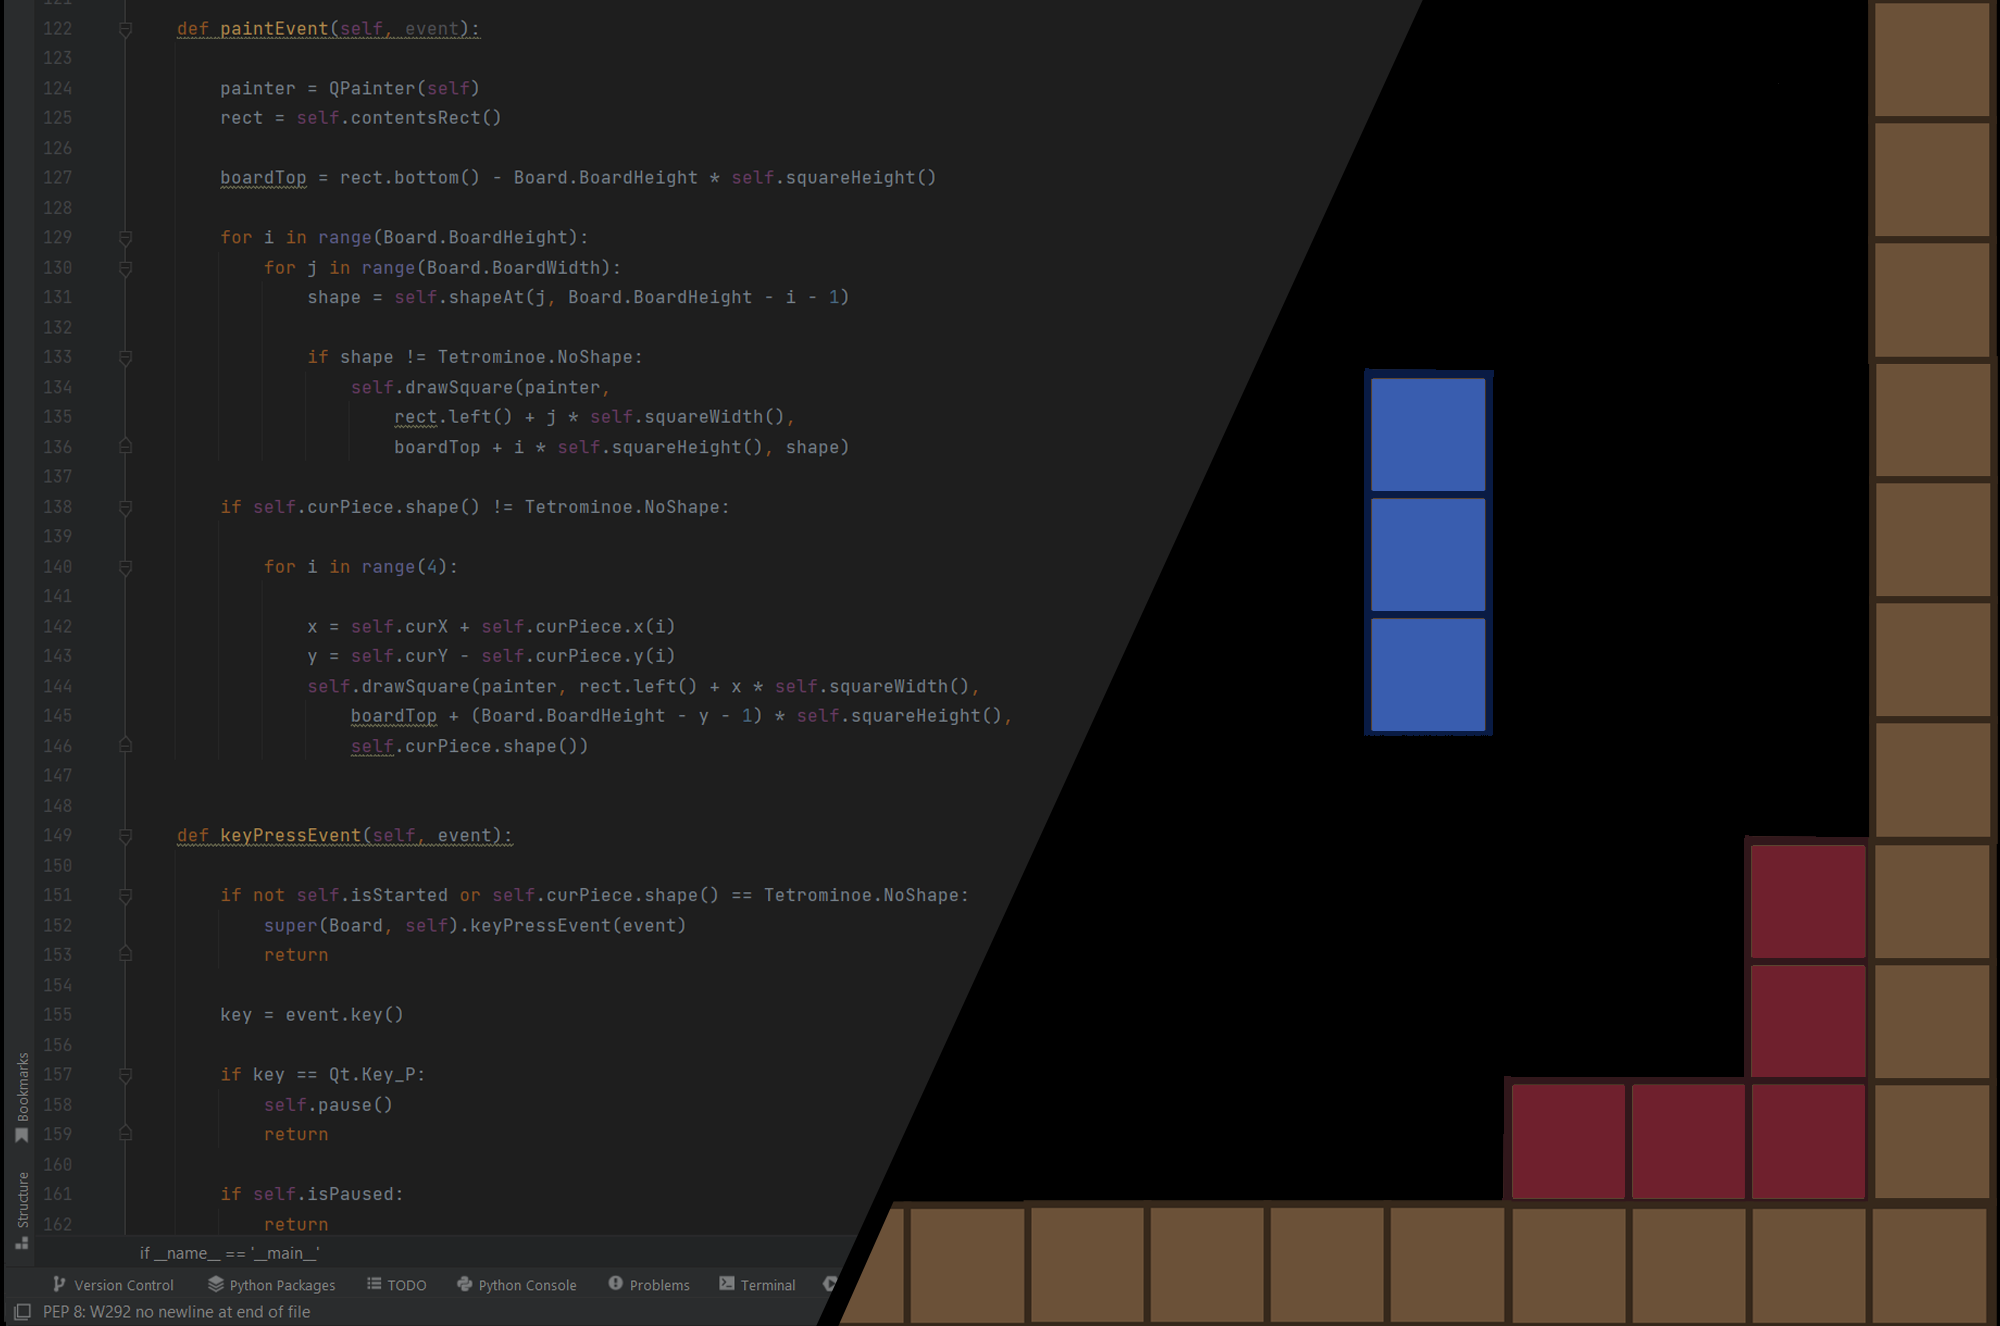 121
122 def paintEvent(self, event):
123
124 painter = QPainter(self)
125 rect = self.contentsRect()
126
127 boardTop = rect.bottom() - Board.BoardHeight * self.squareHeight()
128
129 for i in range(Board.BoardHeight):
130 for j in range(Board.BoardWidth):
131 shape = self.shapeAt(j, Board.BoardHeight - i - 1)
132
133 if shape != Tetrominoe.NoShape:
134 self.drawSquare(painter,
135 rect.left() + j * self.squareWidth(),
136 boardTop + i * self.squareHeight(), shape)
137
138 if self.curPiece.shape() != Tetrominoe.NoShape:
139
140 for i in range(4):
141
142 x = self.curX + self.curPiece.x(i)
143 y = self.curY - self.curPiece.y(i)
144 self.drawSquare(painter, rect.left() + x * self.squareWidth(),
145 boardTop + (Board.BoardHeight - y - 1) * self.squareHeight(),
146 self.curPiece.shape())
147
148
149 def keyPressEvent(self, event):
150
151 if not self.isStarted or self.curPiece.shape() == Tetrominoe.NoShape:
152 super(Board, self).keyPressEvent(event)
153 return
154
155 key = event.key()
156
157 if key == Qt.Key_P:
158 self.pause()
159 return
160
161 if self.isPaused:
162 return
Bookmarks
Structure
if __name__ == '__main__'
Version Control Python Packages TODO Python Console Problems Terminal
PEP 8: W292 no newline at end of file